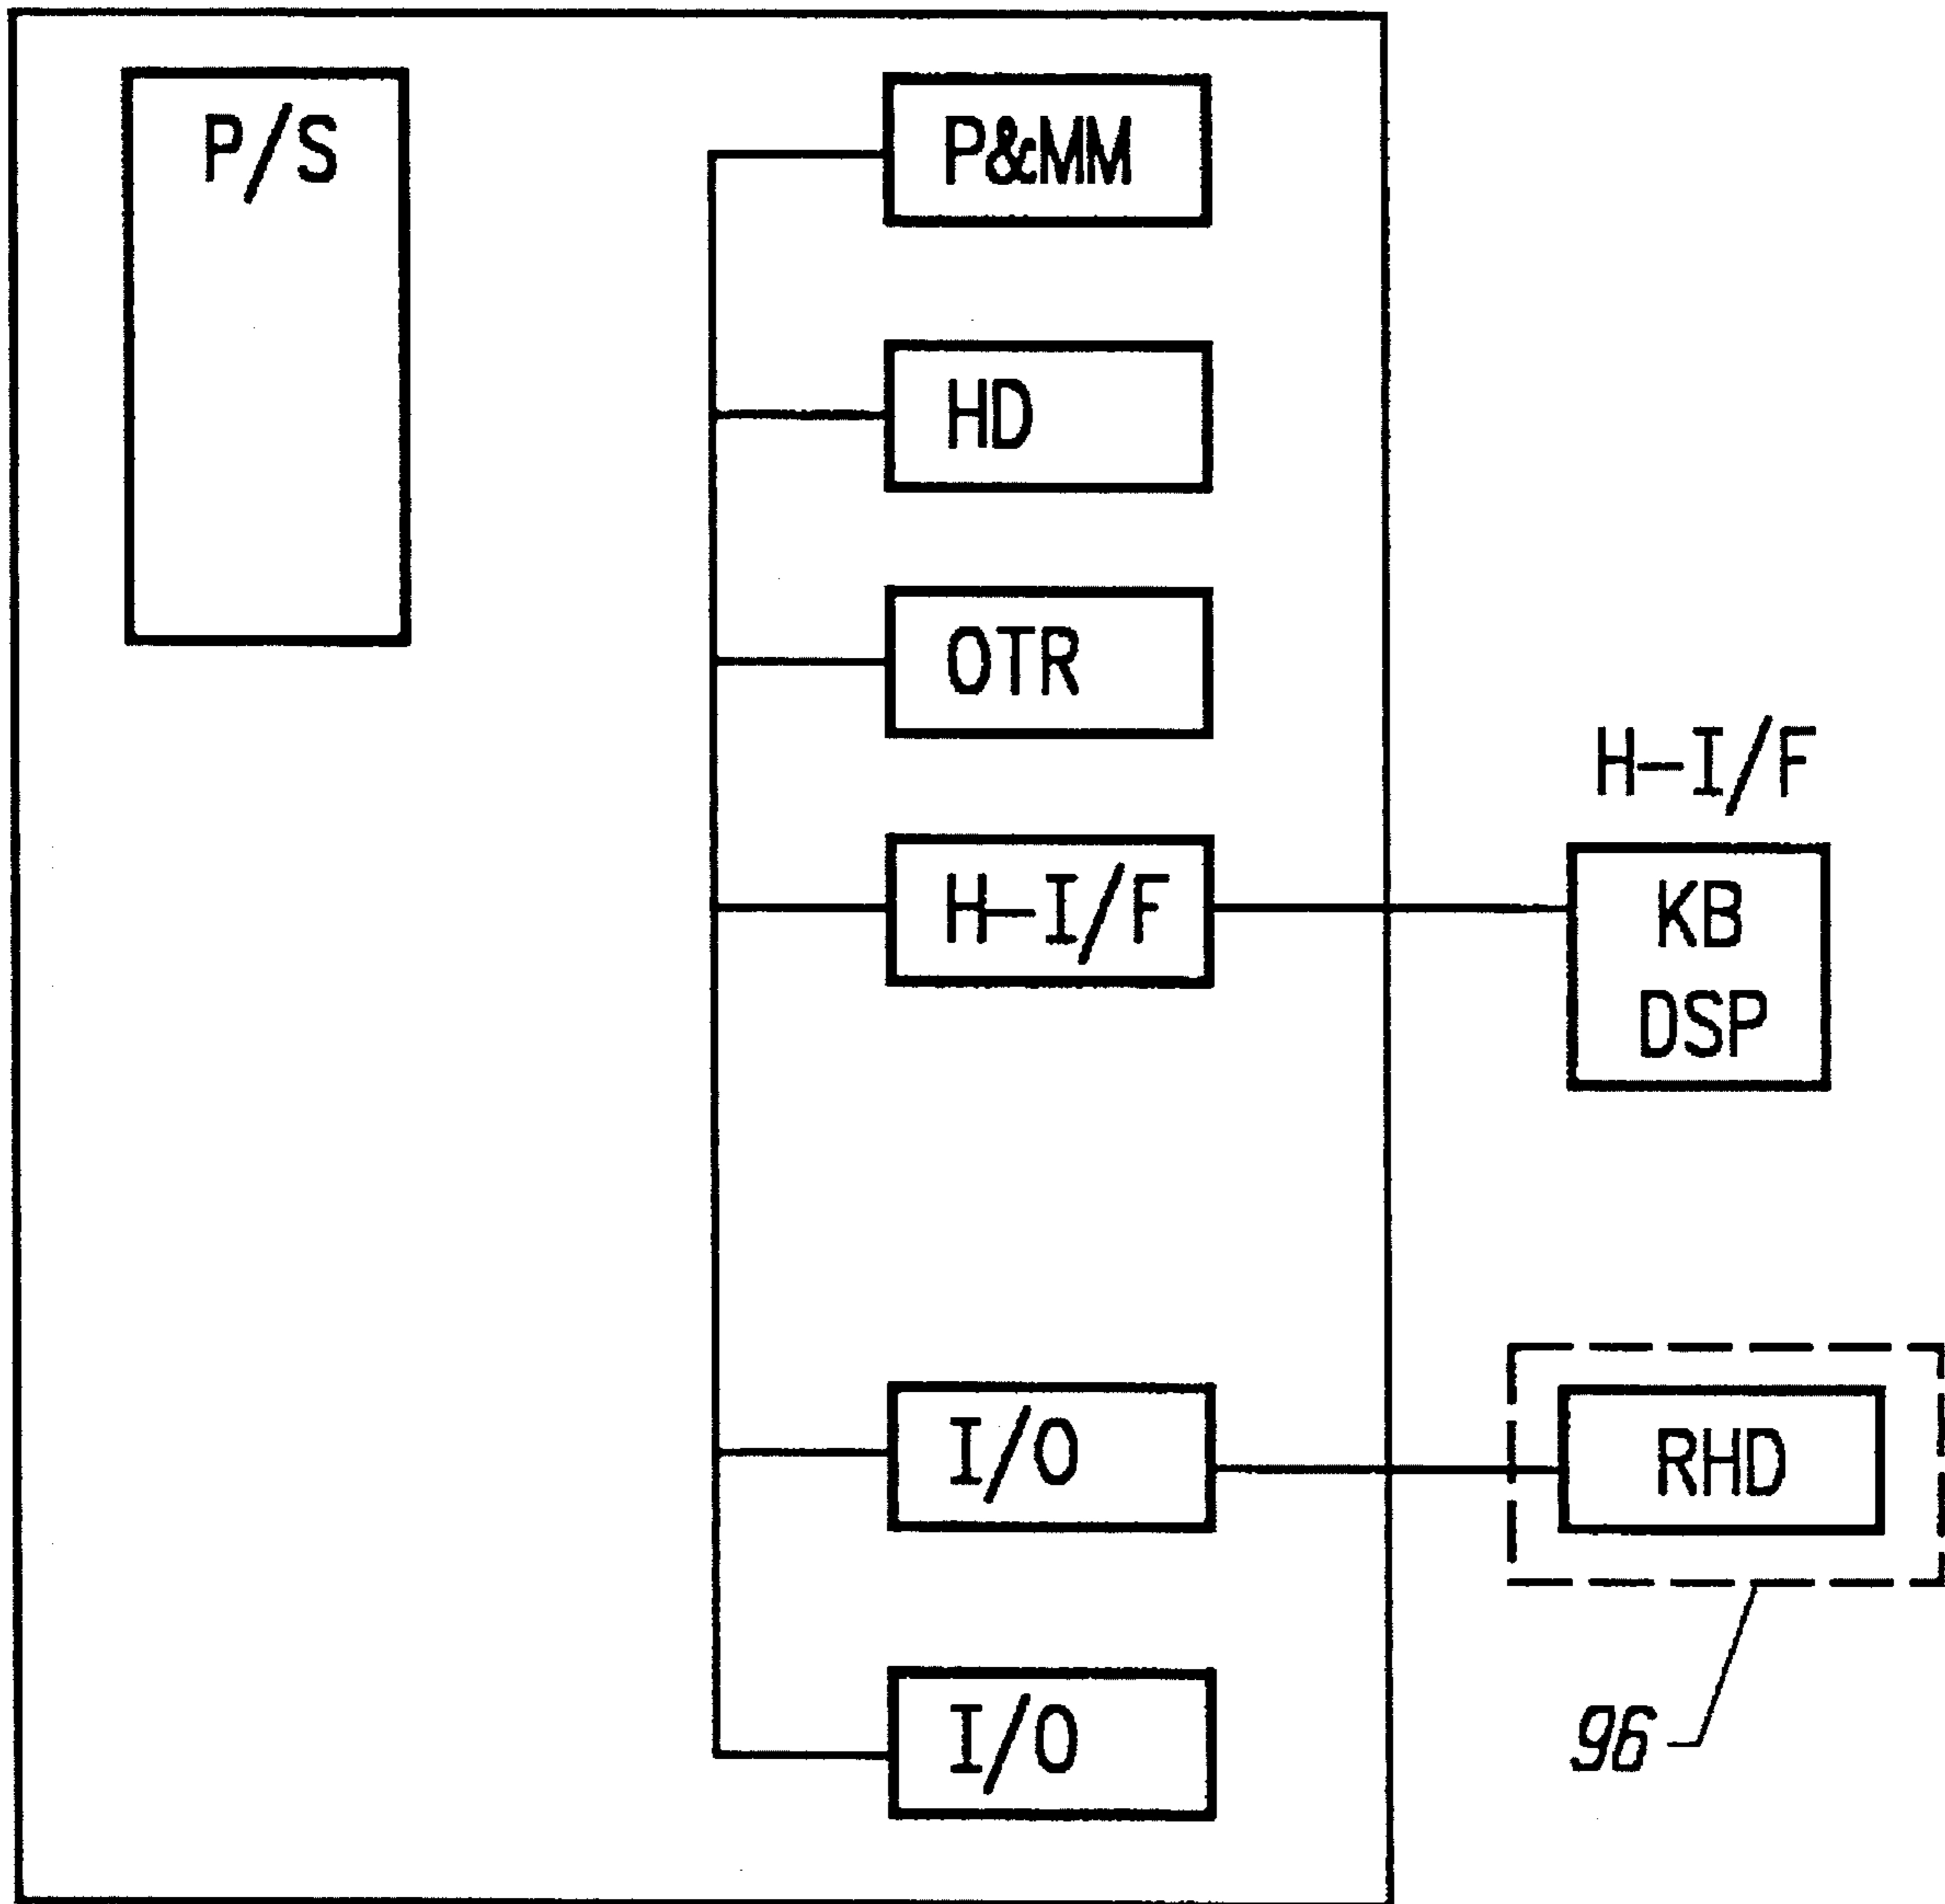 P/S
P&MM
HD
OTR
H-I/F
H-I/F
KB
DSP
I/O
RHD
I/O
96